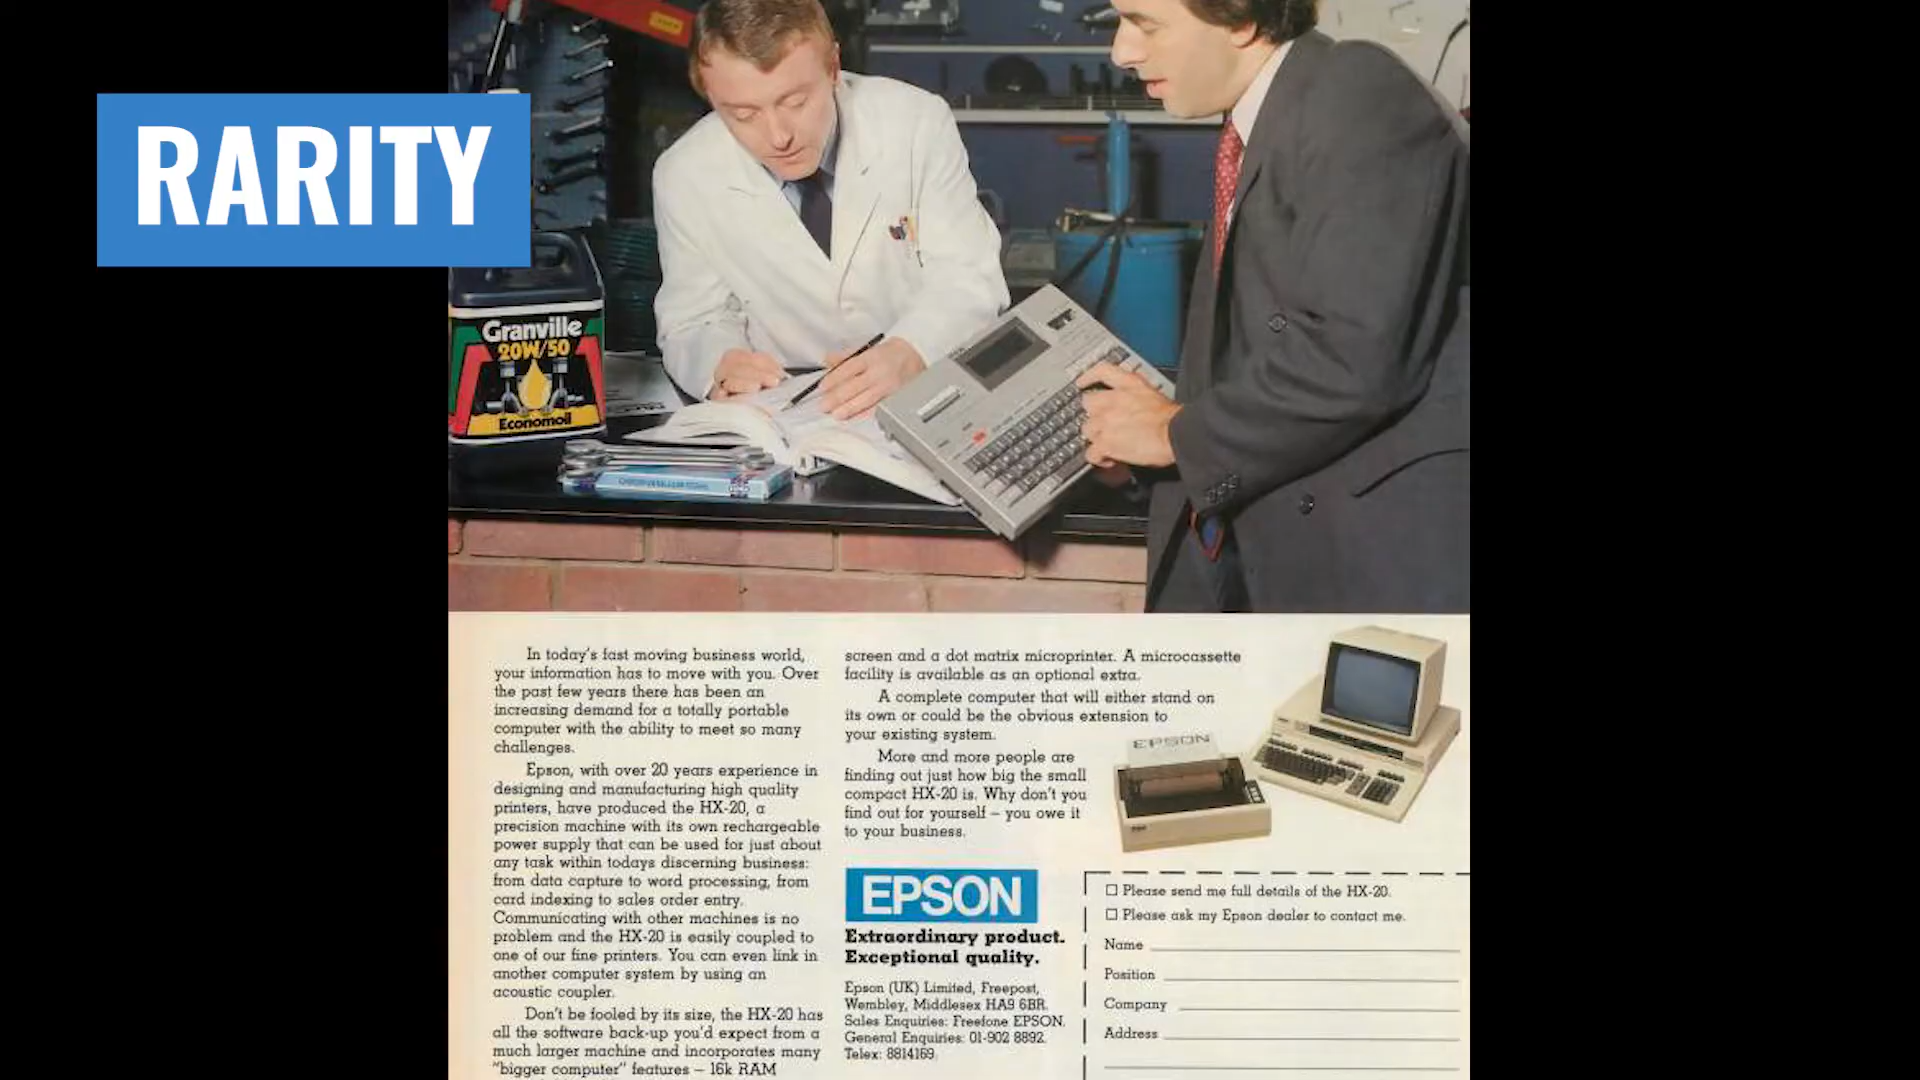 RARITY
Granville
20W/50
Economoil
In today's fast moving business world,
your information has to move with you. Over
the past few years there has been an
increasing demand for a totally portable
computer with the ability to meet so many
challenges.
Epson, with over 20 years experience in
designing and manufacturing high quality
printers, have produced the HX-20, a
precision machine with its own rechargeable
power supply that can be used for just about
any task within todays discerning business:
from data capture to word processing, from
card indexing to sales order entry.
Communicating with other machines is no
problem and the HX-20 is easily coupled to
one of our fine printers. You can even link in
another computer system by using an
acoustic coupler.
Don't be fooled by its size, the HX-20 has
all the software back-up you'd expect from a
much larger machine and incorporates many
"bigger computer" features – 16k RAM
screen and a dot matrix microprinter. A microcassette
facility is available as an optional extra.
A complete computer that will either stand on
its own or could be the obvious extension to
your existing system.
More and more people are
finding out just how big the small
compact HX-20 is. Why don't you
find out for yourself – you owe it
to your business.
EPSON
EPSON
Extraordinary product.
Exceptional quality.
Epson (UK) Limited, Freepost,
Wembley, Middlesex HA9 6BR.
Sales Enquiries: Freefone EPSON.
General Enquiries: 01-902 8892.
Telex: 8814169.
Please send me full details of the HX-20.
Please ask my Epson dealer to contact me.
Name
Position
Company
Address